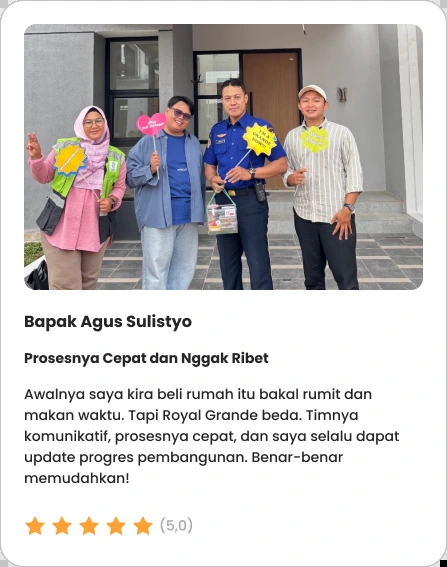 Bapak Agus Sulistyo
Prosesnya Cepat dan Nggak Ribet
Awalnya saya kira beli rumah itu bakal rumit dan
makan waktu. Tapi Royal Grande beda. Timnya
komunikatif, prosesnya cepat, dan saya selalu dapat
update progres pembangunan. Benar-benar
memudahkan!
(5,0)